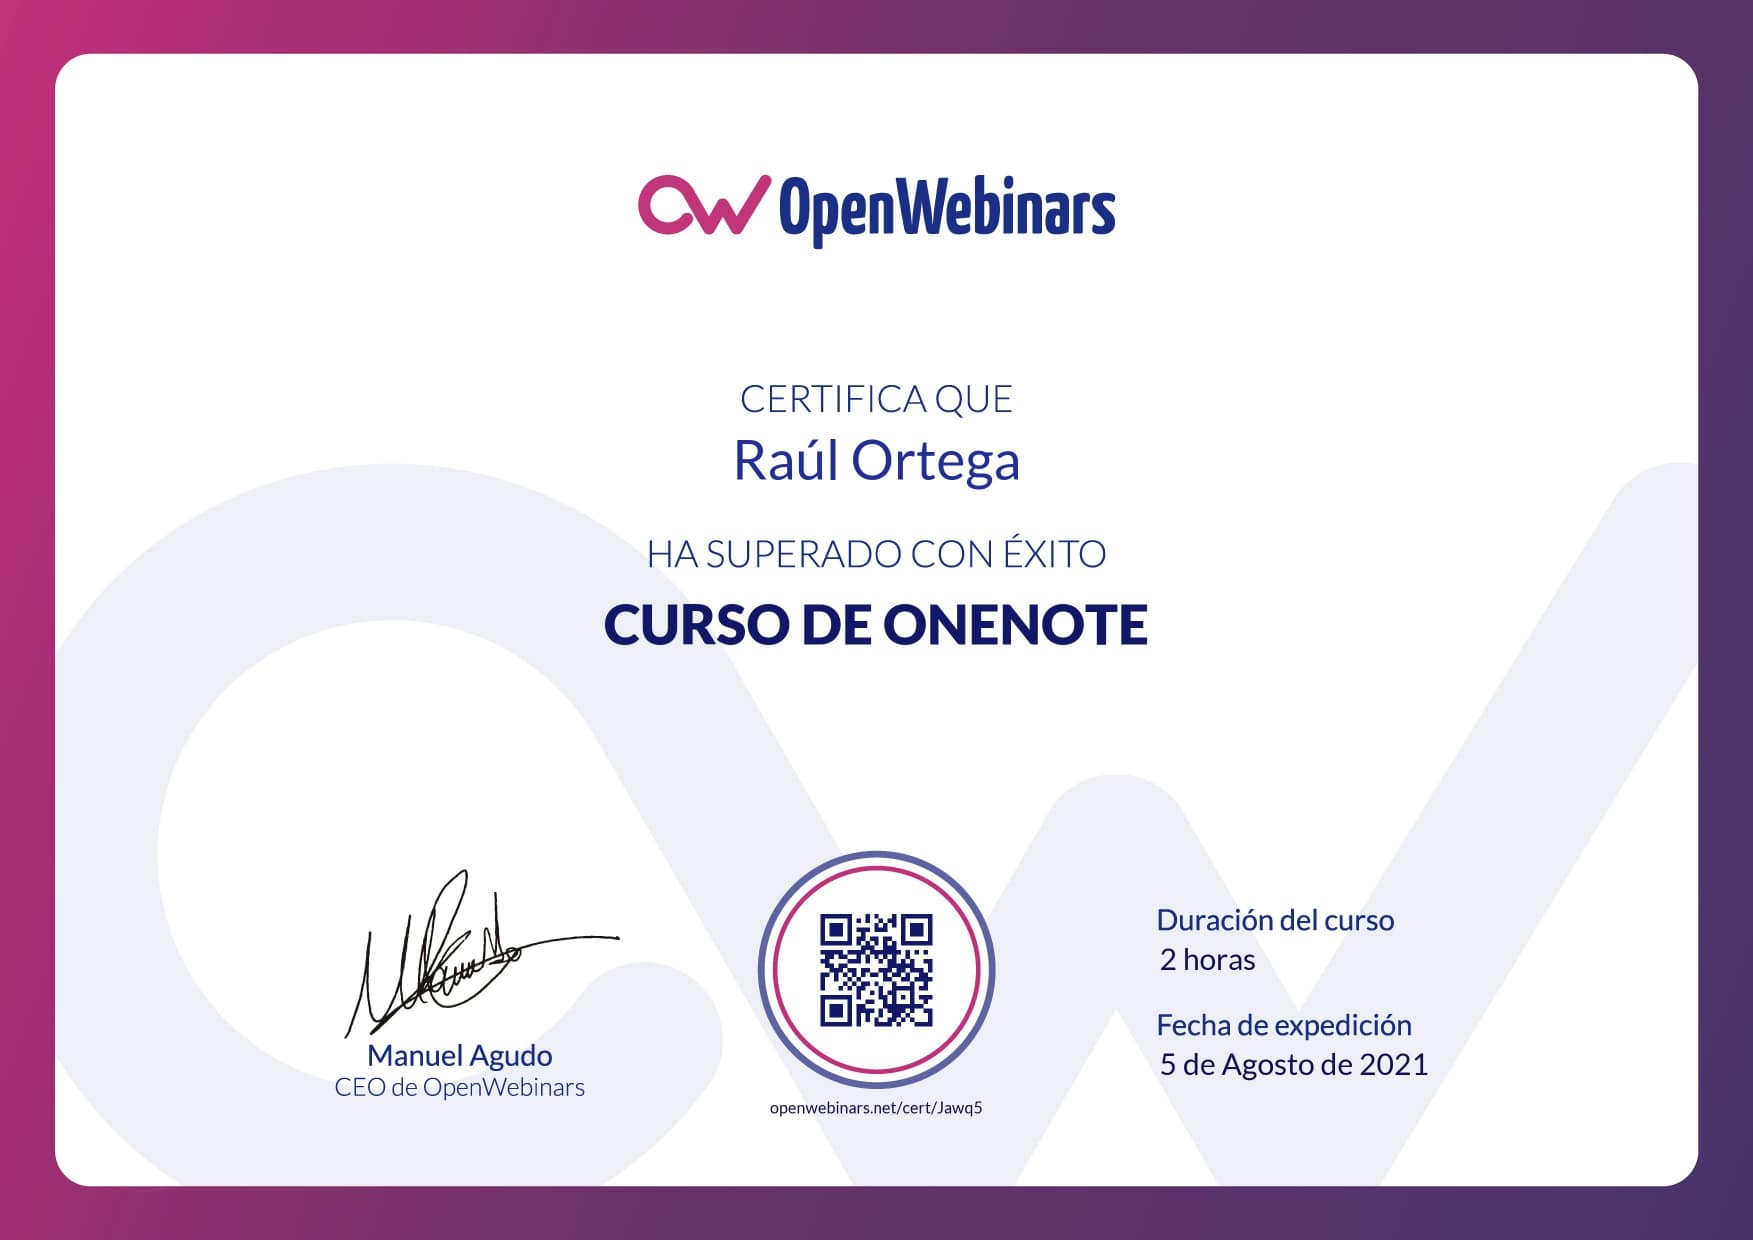 OpenWebinars
CERTIFICA QUE
Raúl Ortega
HA SUPERADO CON ÉXITO
CURSO DE ONENOTE
Manuel Agudo
CEO de OpenWebinars
openwebinars.net/cert/Jawq5
Duración del curso
2 horas
Fecha de expedición
5 de Agosto de 2021